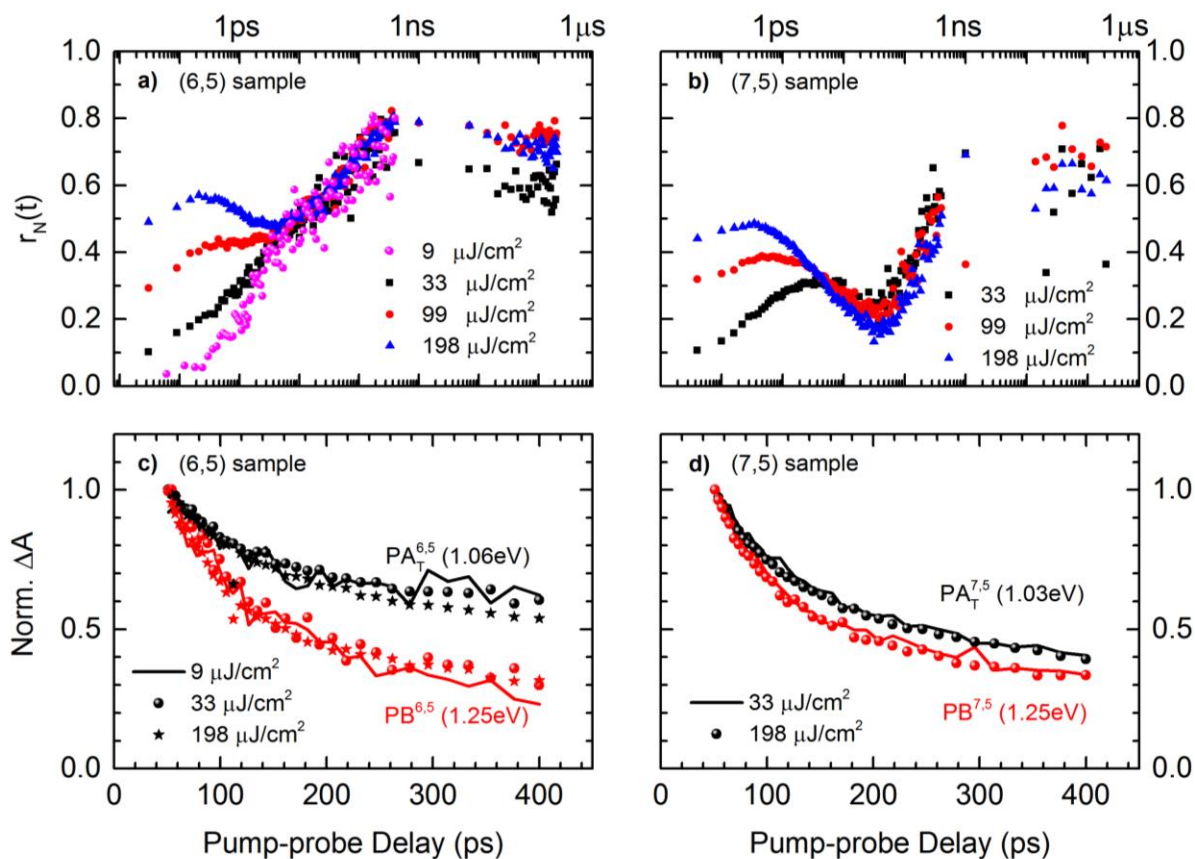 1ps 1ns 1μs 1ps 1ns 1μs
a) (6,5) sample
b) (7,5) sample
1.0
0.8
0.6
0.4
0.2
0.0
r_N(t)
9 μJ/cm²
33 μJ/cm²
99 μJ/cm²
198 μJ/cm²
33 μJ/cm²
99 μJ/cm²
198 μJ/cm²
1.0
0.8
0.6
0.4
0.2
0.0
c) (6,5) sample
d) (7,5) sample
1.0
0.5
0.0
Norm. ΔA
PA_T^6,5 (1.06eV)
PB^6,5 (1.25eV)
9 μJ/cm²
33 μJ/cm²
198 μJ/cm²
PA_T^7,5 (1.03eV)
PB^7,5 (1.25eV)
33 μJ/cm²
198 μJ/cm²
1.0
0.5
0.0
0 100 200 300 400
0 100 200 300 400
Pump-probe Delay (ps)
Pump-probe Delay (ps)